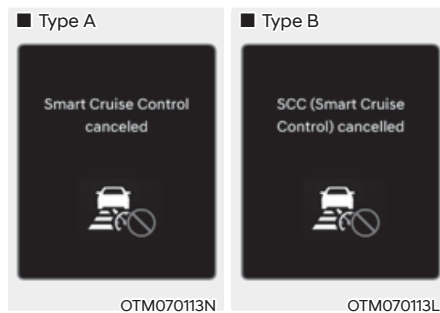 ■ Type A
Smart Cruise Control
canceled
OTM070113N
■ Type B
SCC (Smart Cruise
Control) cancelled
OTM070113L